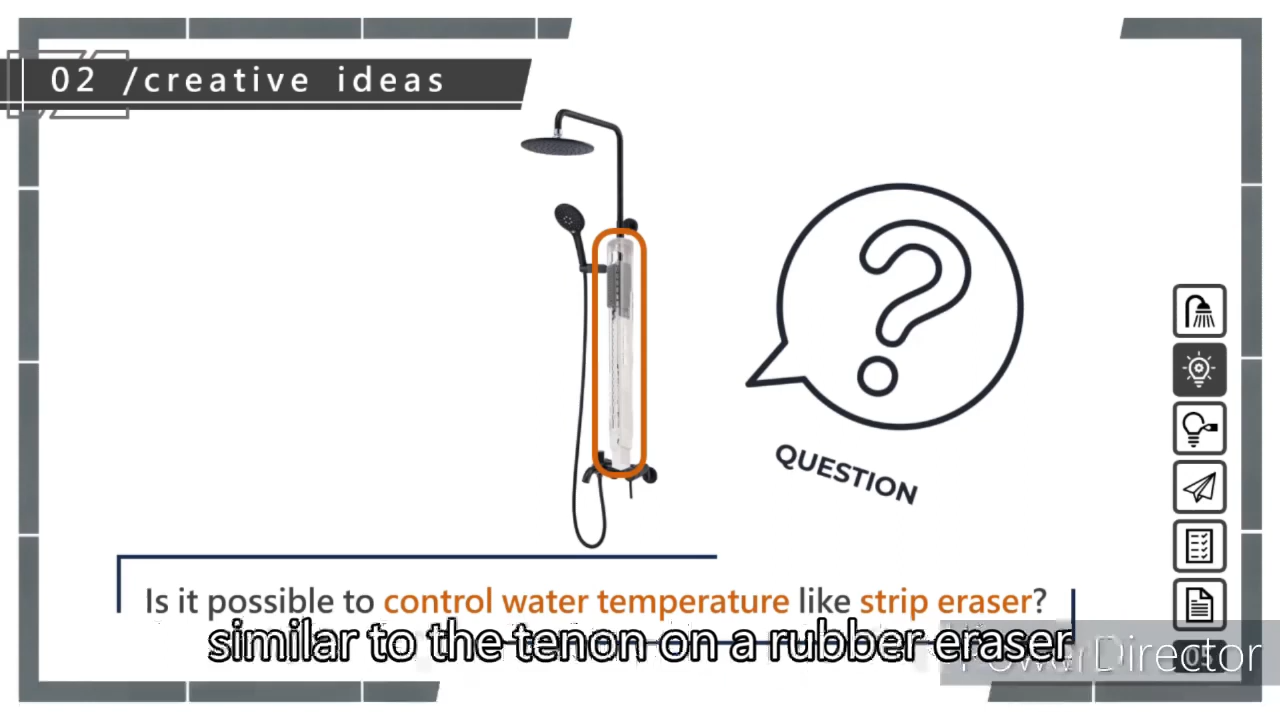 02 /creative ideas
?
QUESTION
Is it possible to control water temperature like strip eraser?
similar to the tenon on a rubber eraser
PowerDirector